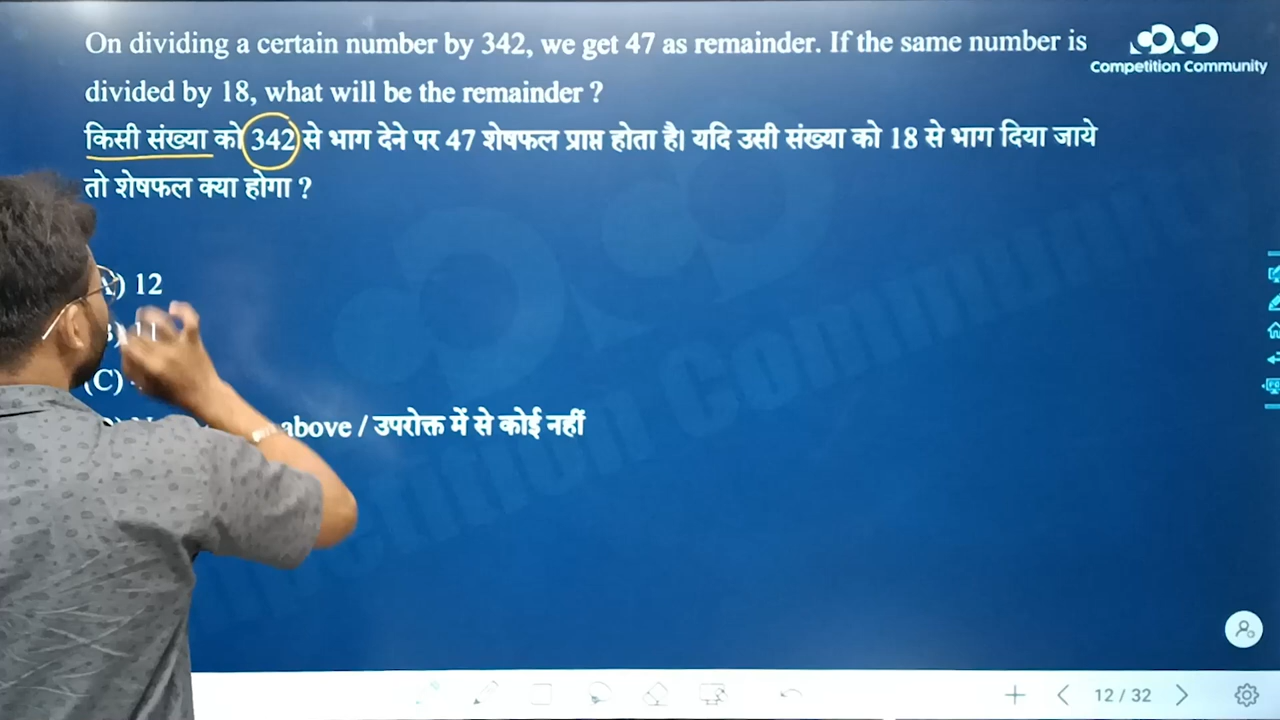 On dividing a certain number by 342, we get 47 as remainder. If the same number is
divided by 18, what will be the remainder ?
किसी संख्या को 342 से भाग देने पर 47 शेषफल प्राप्त होता है। यदि उसी संख्या को 18 से भाग दिया जाये
तो शेषफल क्या होगा ?
Competition Community
) 12
) 11
(C)
above / उपरोक्त में से कोई नहीं
12 / 32